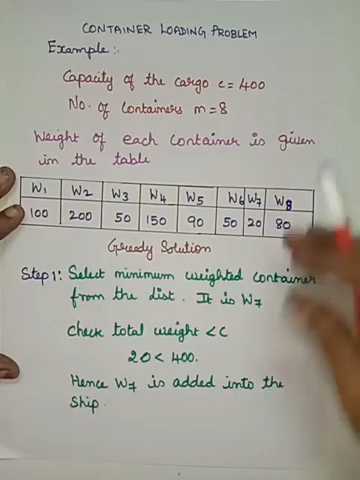 CONTAINER LOADING PROBLEM
Example:-
Capacity of the cargo c=400
No. of containers m=8
Weight of each container is given
in the table
W1 W2 W3 W4 W5 W6 W7 W8
100 200 50 150 90 50 20 80
Greedy Solution
Step 1: Select minimum weighted container
from the list. It is W7
check total weight <C
20 < 400.
Hence W7 is added into the
Ship.